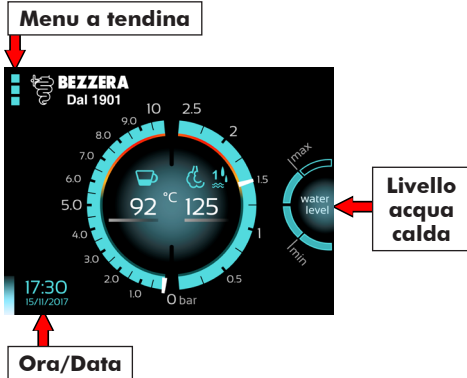 Menu a tendina
BEZZERA
Dal 1901
10
2.5
9.0
2
8.0
7.0
6.0
1.5
5.0
4.0
1
3.0
2.0
0.5
1.0
0 bar
92 °C 125
1
max
water
level
min
Livello
acqua
calda
17:30
15/11/2017
Ora/Data